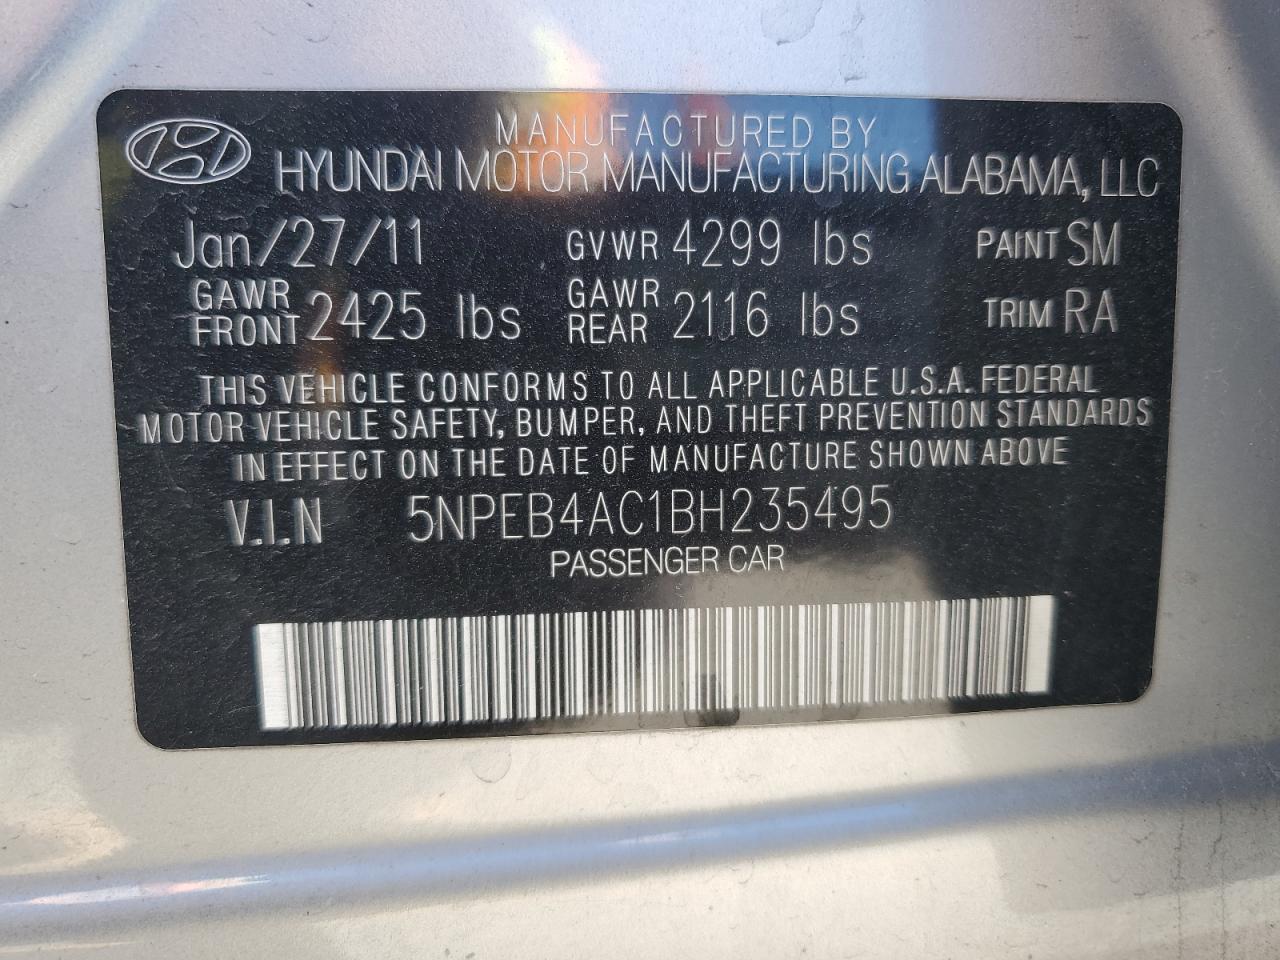 MANUFACTURED BY
HYUNDAI MOTOR MANUFACTURING ALABAMA, LLC
Jan/27/11 GVWR 4299 lbs PAINT SM
GAWR FRONT 2425 lbs GAWR REAR 2116 lbs TRIM RA
THIS VEHICLE CONFORMS TO ALL APPLICABLE U.S.A. FEDERAL
MOTOR VEHICLE SAFETY, BUMPER, AND THEFT PREVENTION STANDARDS
IN EFFECT ON THE DATE OF MANUFACTURE SHOWN ABOVE
V.I.N 5NPEB4AC1BH235495
PASSENGER CAR